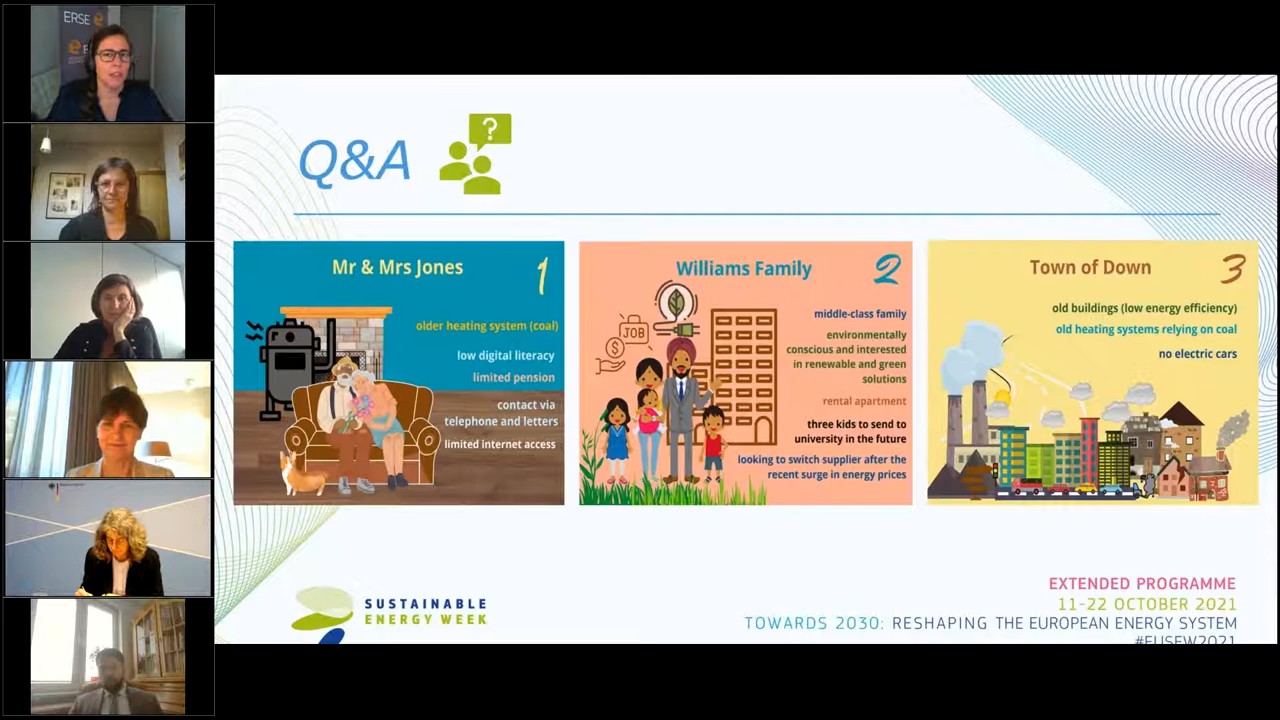 ERSE
Q&A
?
Mr & Mrs Jones
1
older heating system (coal)
low digital literacy
limited pension
contact via
telephone and letters
limited internet access
Williams Family
2
JOB
$
middle-class family
environmentally
conscious and interested
in renewable and green
solutions
rental apartment
three kids to send to
university in the future
looking to switch supplier after the
recent surge in energy prices
Town of Down
3
old buildings (low energy efficiency)
old heating systems relying on coal
no electric cars
SUSTAINABLE
ENERGY WEEK
EXTENDED PROGRAMME
11-22 OCTOBER 2021
TOWARDS 2030: RESHAPING THE EUROPEAN ENERGY SYSTEM
#EUSEW2021